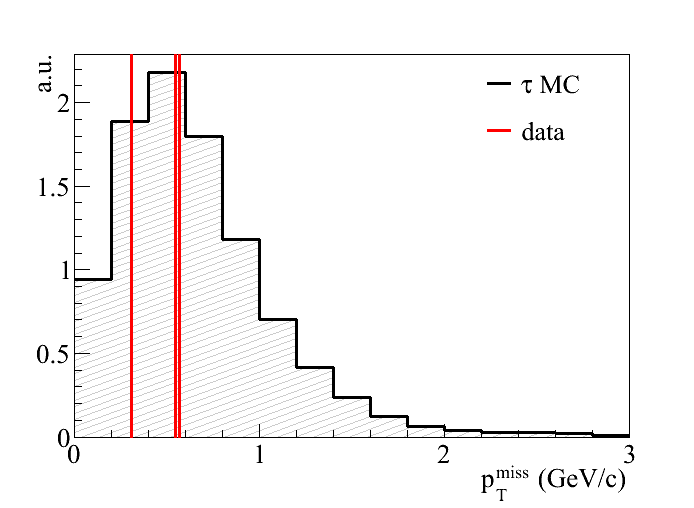 a.u.
2
1.5
1
0.5
0
τ MC
data
0 1 2 3
p_T^miss (GeV/c)